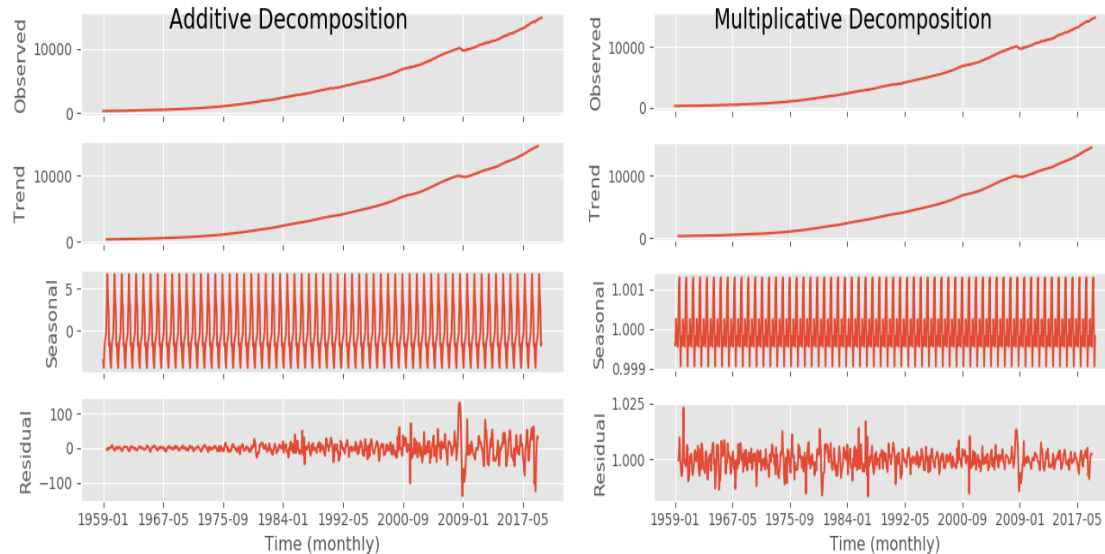 Additive Decomposition
Observed
10000
0
Trend
10000
0
Seasonal
5
0
Residual
100
0
−100
1959-01 1967-05 1975-09 1984-01 1992-05 2000-09 2009-01 2017-05
Time (monthly)
Multiplicative Decomposition
Observed
10000
0
Trend
10000
0
Seasonal
1.001
1.000
0.999
Residual
1.025
1.000
1959-01 1967-05 1975-09 1984-01 1992-05 2000-09 2009-01 2017-05
Time (monthly)